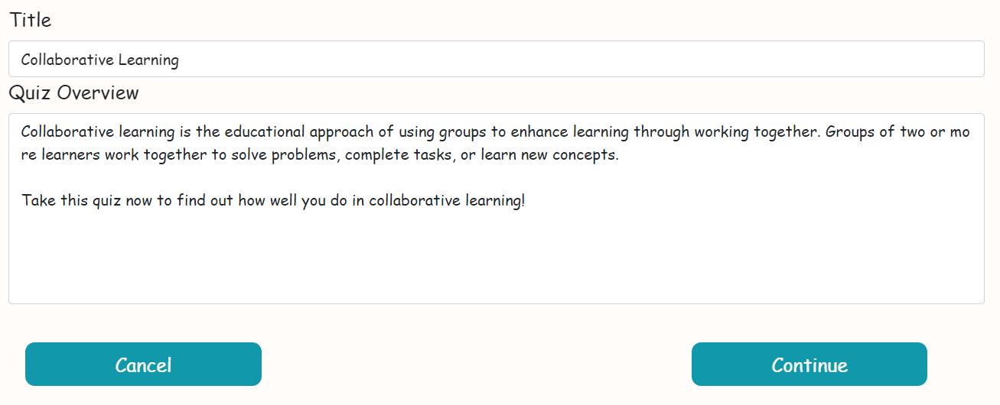 Title
Collaborative Learning
Quiz Overview
Collaborative learning is the educational approach of using groups to enhance learning through working together. Groups of two or mo
re learners work together to solve problems, complete tasks, or learn new concepts.
Take this quiz now to find out how well you do in collaborative learning!
Cancel
Continue